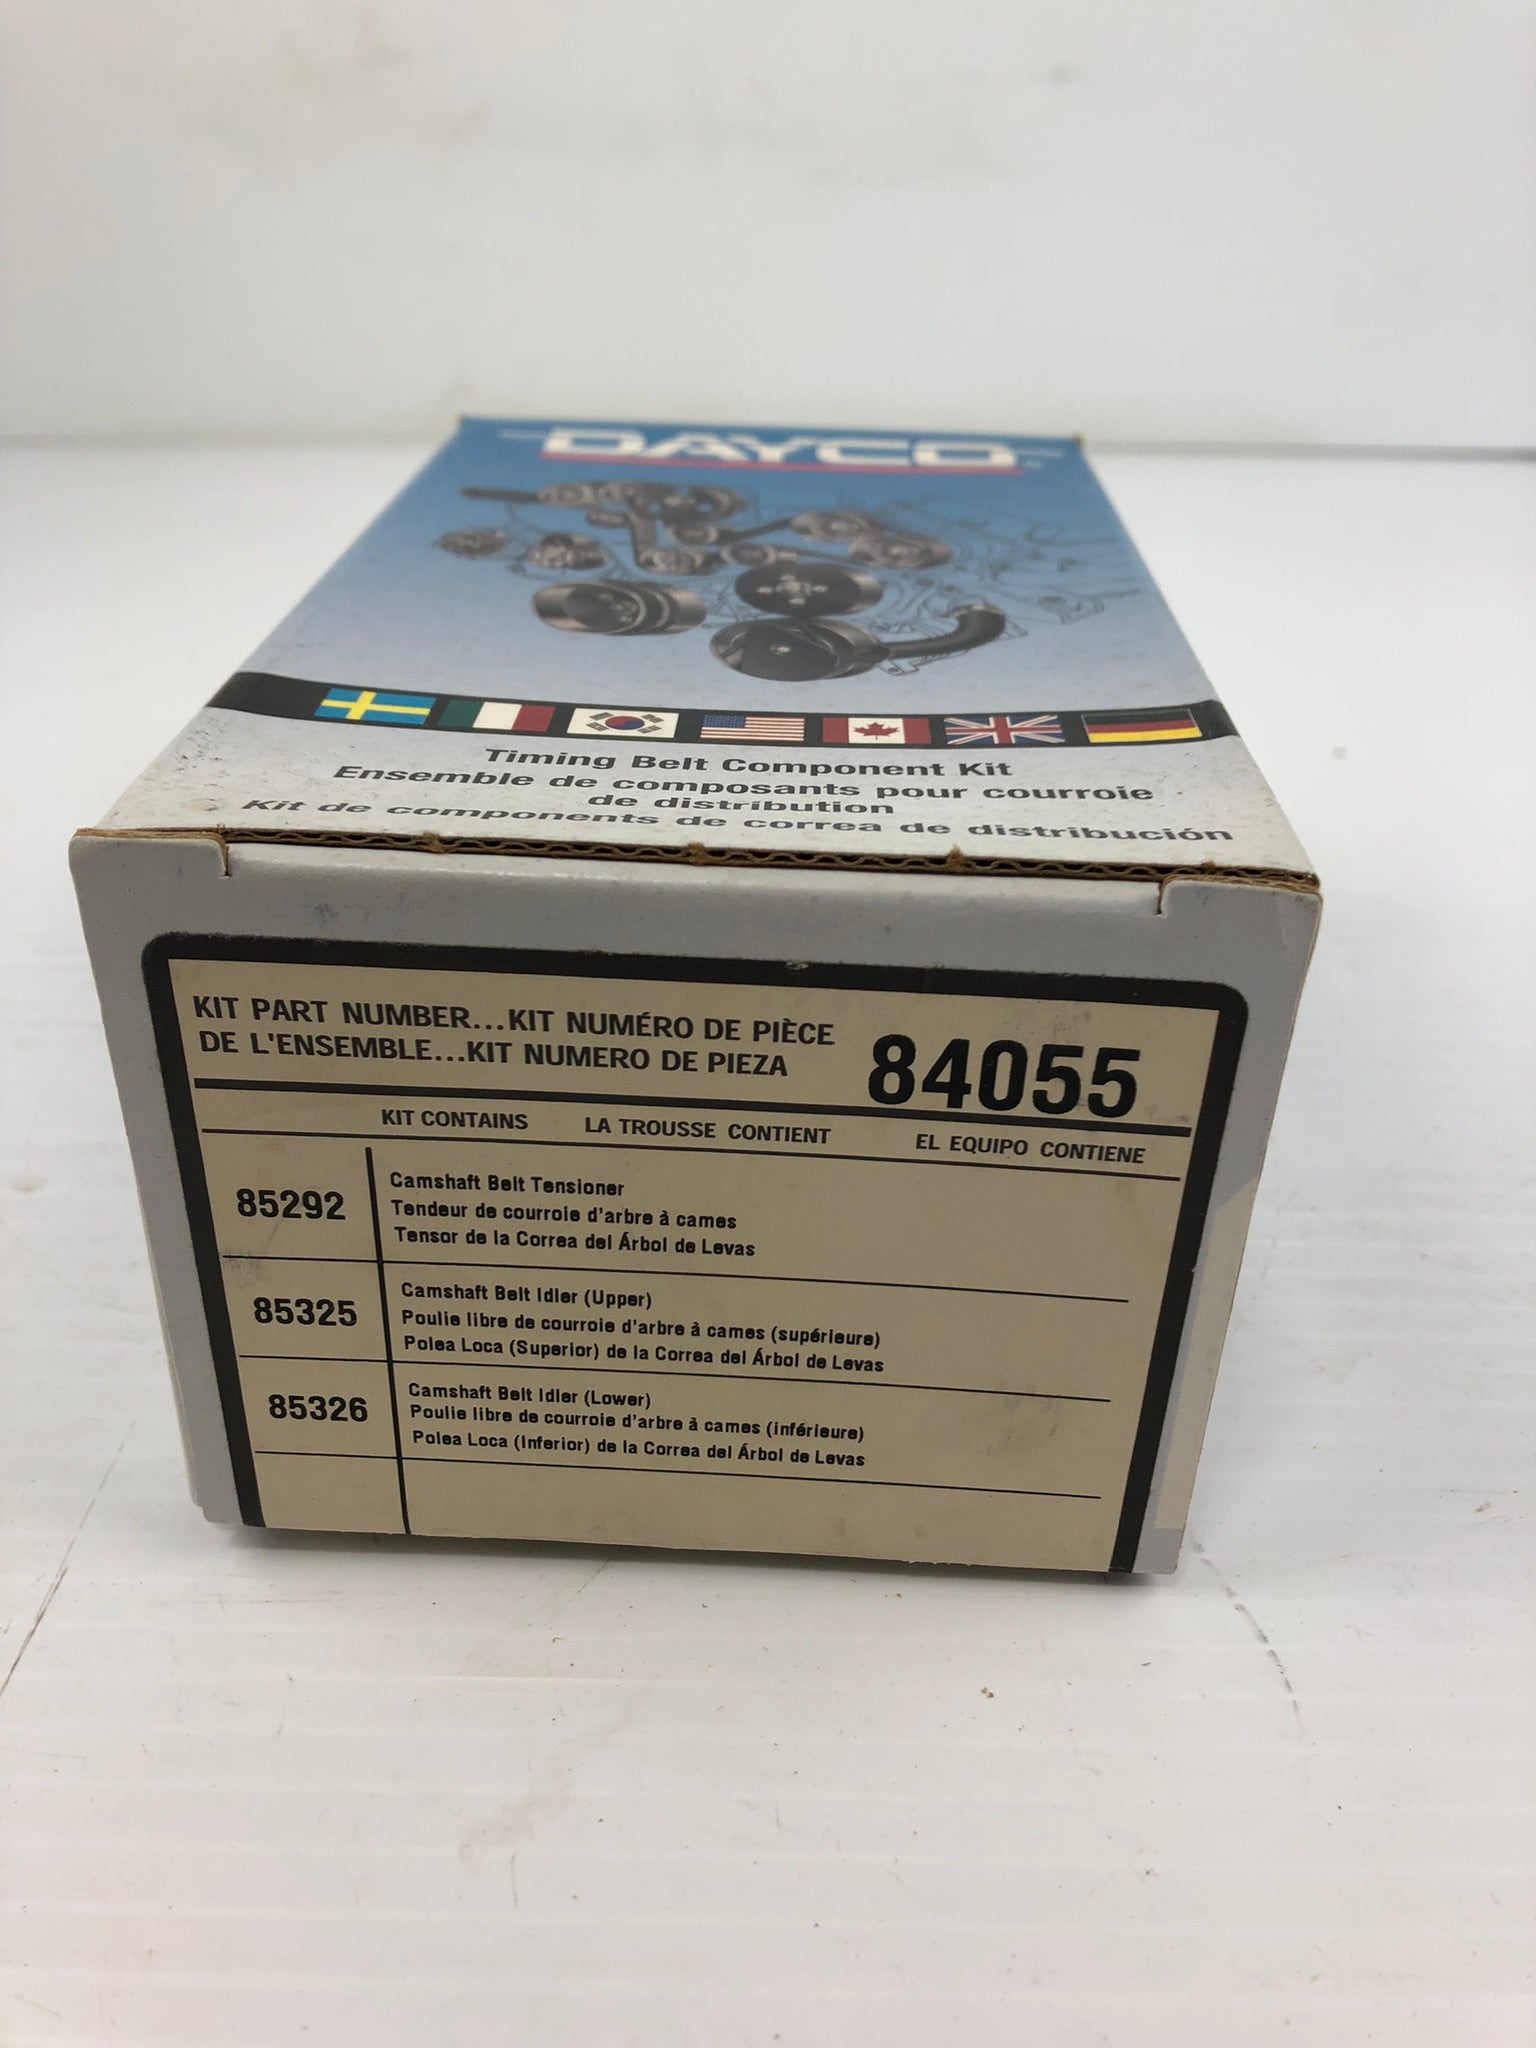 DAYCO
Timing Belt Component Kit
Ensemble de composants pour courroie
de distribution
Kit de componentes de correa de distribución
KIT PART NUMBER...KIT NUMÉRO DE PIÈCE
DE L'ENSEMBLE...KIT NUMERO DE PIEZA
84055
KIT CONTAINS LA TROUSSE CONTIENT EL EQUIPO CONTIENE
85292
Camshaft Belt Tensioner
Tendeur de courroie d'arbre à cames
Tensor de la Correa del Árbol de Levas
85325
Camshaft Belt Idler (Upper)
Poulie libre de courroie d'arbre à cames (supérieure)
Polea Loca (Superior) de la Correa del Árbol de Levas
85326
Camshaft Belt Idler (Lower)
Poulie libre de courroie d'arbre à cames (inférieure)
Polea Loca (Inferior) de la Correa del Árbol de Levas